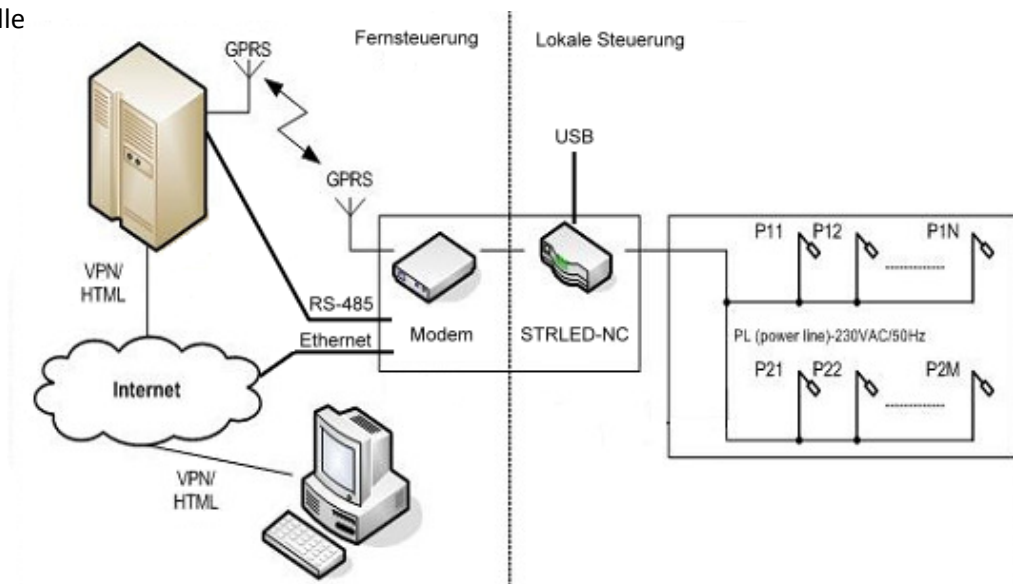 lle
Fernsteuerung
Lokale Steuerung
GPRS
USB
GPRS
P11 P12 P1N
VPN/
HTML
RS-485
Modem
STRLED-NC
PL (power line)-230VAC/50Hz
Ethernet
P21 P22 P2M
Internet
VPN/
HTML